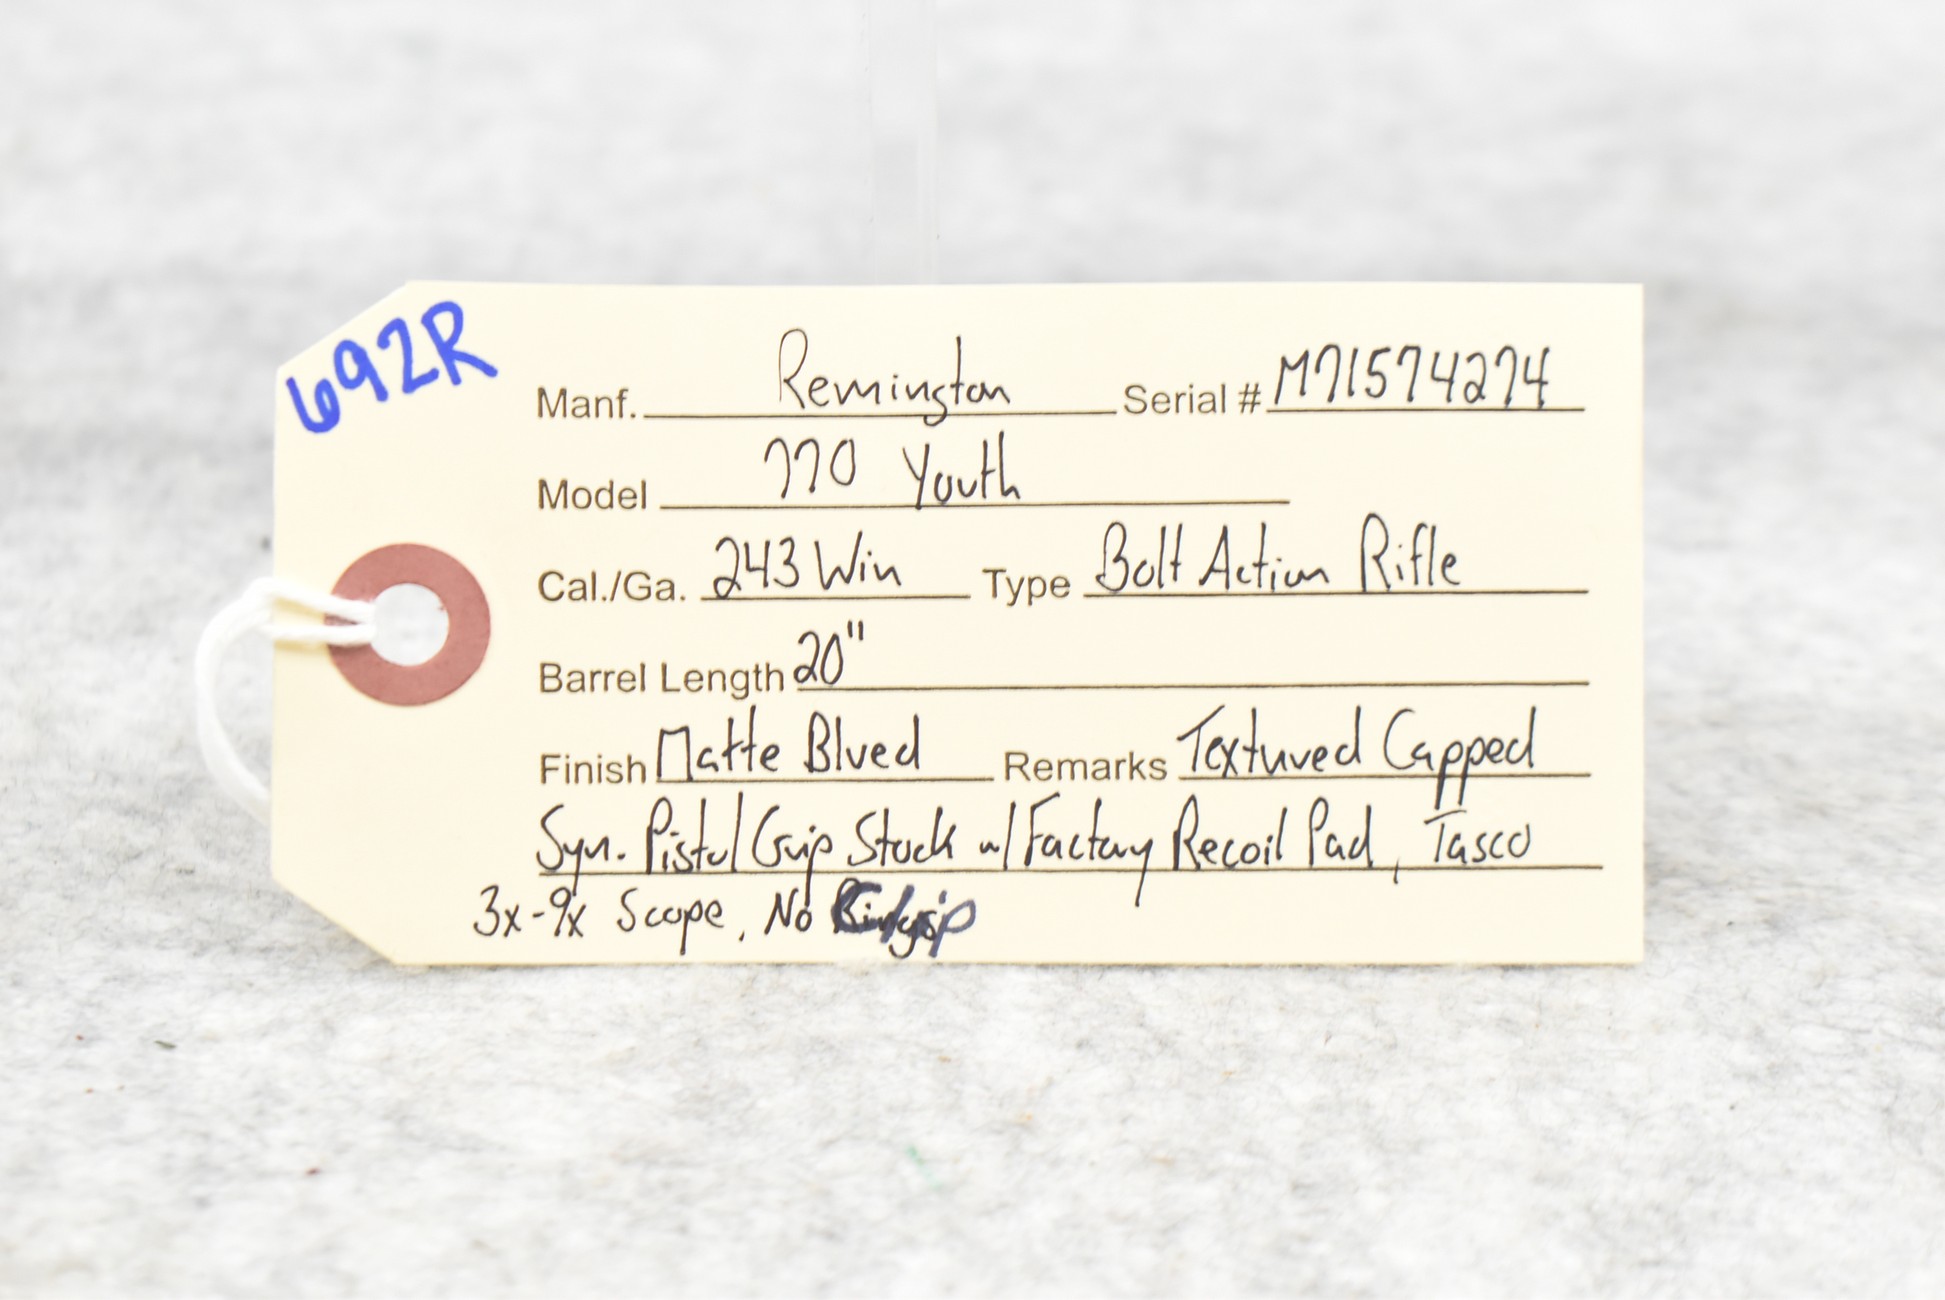 692R
Manf. Remington Serial # M71574274
Model 770 Youth
Cal./Ga. 243 Win Type Bolt Action Rifle
Barrel Length 20"
Finish Matte Blued Remarks Textured Capped
Syn. Pistol Grip Stock w/ Factory Recoil Pad, Tasco
3x-9x Scope, No